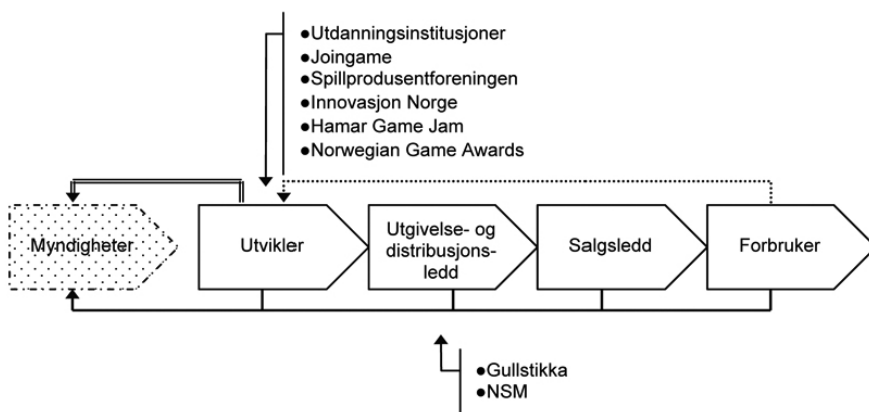 ●Utdanningsinstitusjoner
●Joingame
●Spillprodusentforeningen
●Innovasjon Norge
●Hamar Game Jam
●Norwegian Game Awards
Myndigheter
Utvikler
Utgivelse- og
distribusjons-
ledd
Salgsledd
Forbruker
●Gullstikka
●NSM